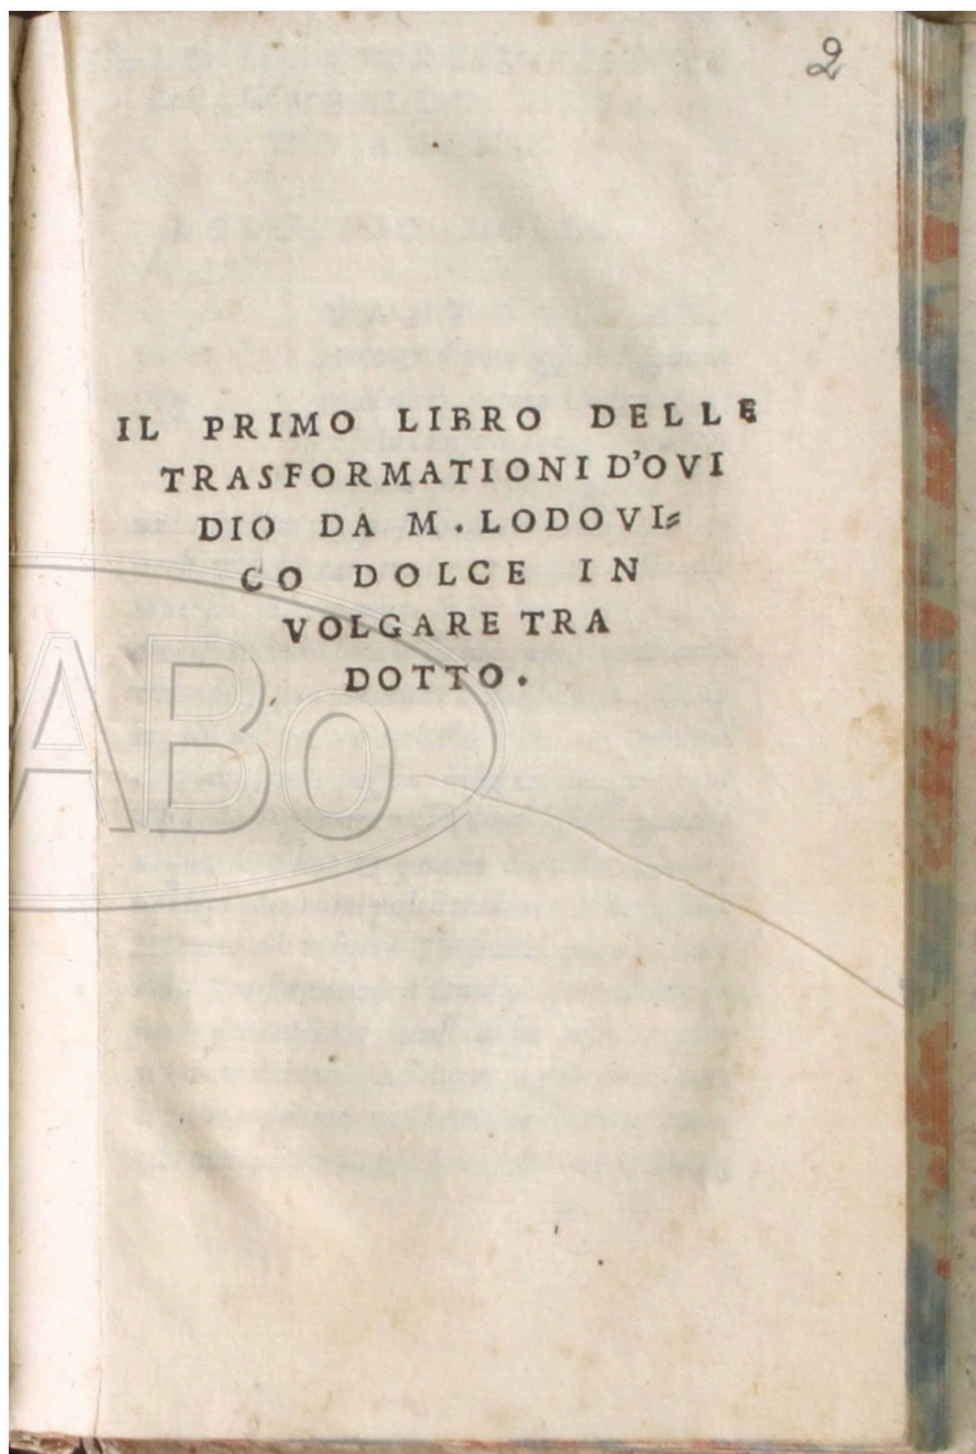 2
IL PRIMO LIBRO DELLE
TRASFORMATIONI D'OVI
DIO DA M. LODOVI=
CO DOLCE IN
VOLGARE TRA
DOTTO.
ABo